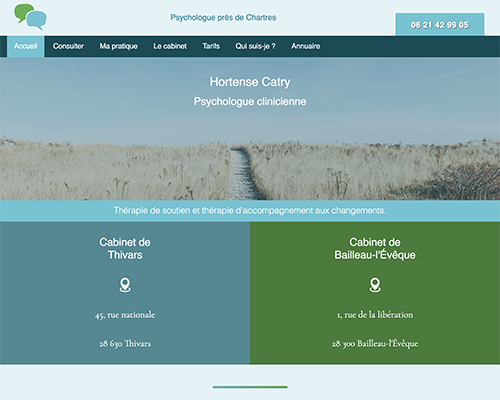 Psychologue près de Chartres
06 21 42 99 05
Accueil Consulter Ma pratique Le cabinet Tarifs Qui suis-je ? Annuaire
Hortense Catry
Psychologue clinicienne
Thérapie de soutien et thérapie d'accompagnement aux changements.
Cabinet de
Thivars
45, rue nationale
28 630 Thivars
Cabinet de
Bailleau-l'Évêque
1, rue de la libération
28 300 Bailleau-l'Évêque